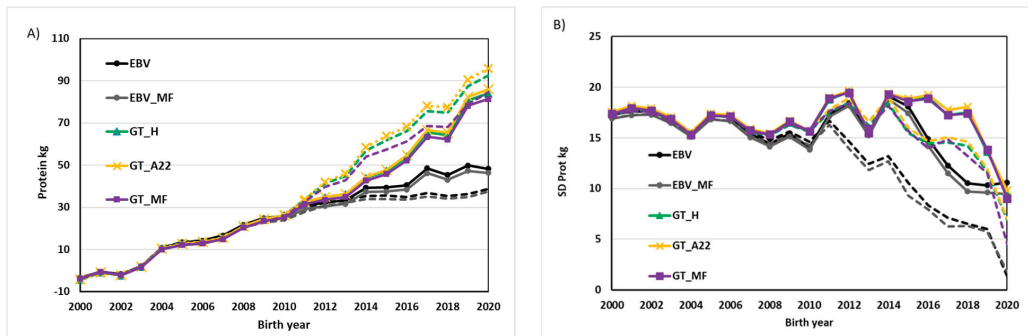 A)
110
90
70
50
30
10
-10
Protein kg
EBV
EBV_MF
GT_H
GT_A22
GT_MF
2000 2002 2004 2006 2008 2010 2012 2014 2016 2018 2020
Birth year
B)
25
20
15
10
5
0
SD Prot kg
EBV
EBV_MF
GT_H
GT_A22
GT_MF
2000 2002 2004 2006 2008 2010 2012 2014 2016 2018 2020
Birth year